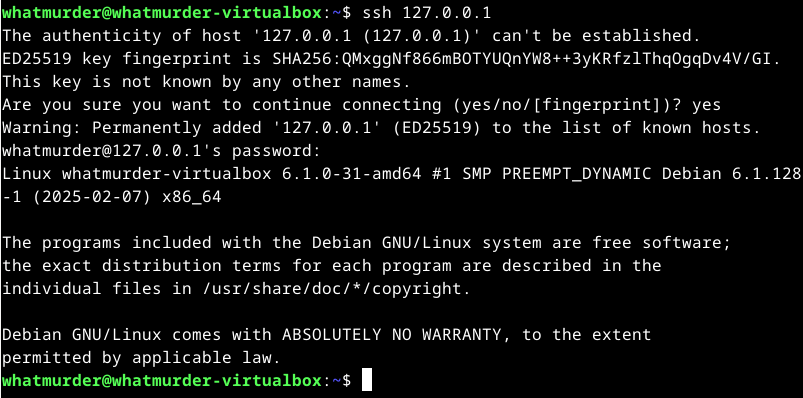 whatmurder@whatmurder-virtualbox:~$ ssh 127.0.0.1
The authenticity of host '127.0.0.1 (127.0.0.1)' can't be established.
ED25519 key fingerprint is SHA256:QMxggNf866mBOTYUQnYW8++3yKRfzlThqOgqDv4V/GI.
This key is not known by any other names.
Are you sure you want to continue connecting (yes/no/[fingerprint])? yes
Warning: Permanently added '127.0.0.1' (ED25519) to the list of known hosts.
whatmurder@127.0.0.1's password:
Linux whatmurder-virtualbox 6.1.0-31-amd64 #1 SMP PREEMPT_DYNAMIC Debian 6.1.128
-1 (2025-02-07) x86_64
The programs included with the Debian GNU/Linux system are free software;
the exact distribution terms for each program are described in the
individual files in /usr/share/doc/*/copyright.
Debian GNU/Linux comes with ABSOLUTELY NO WARRANTY, to the extent
permitted by applicable law.
whatmurder@whatmurder-virtualbox:~$